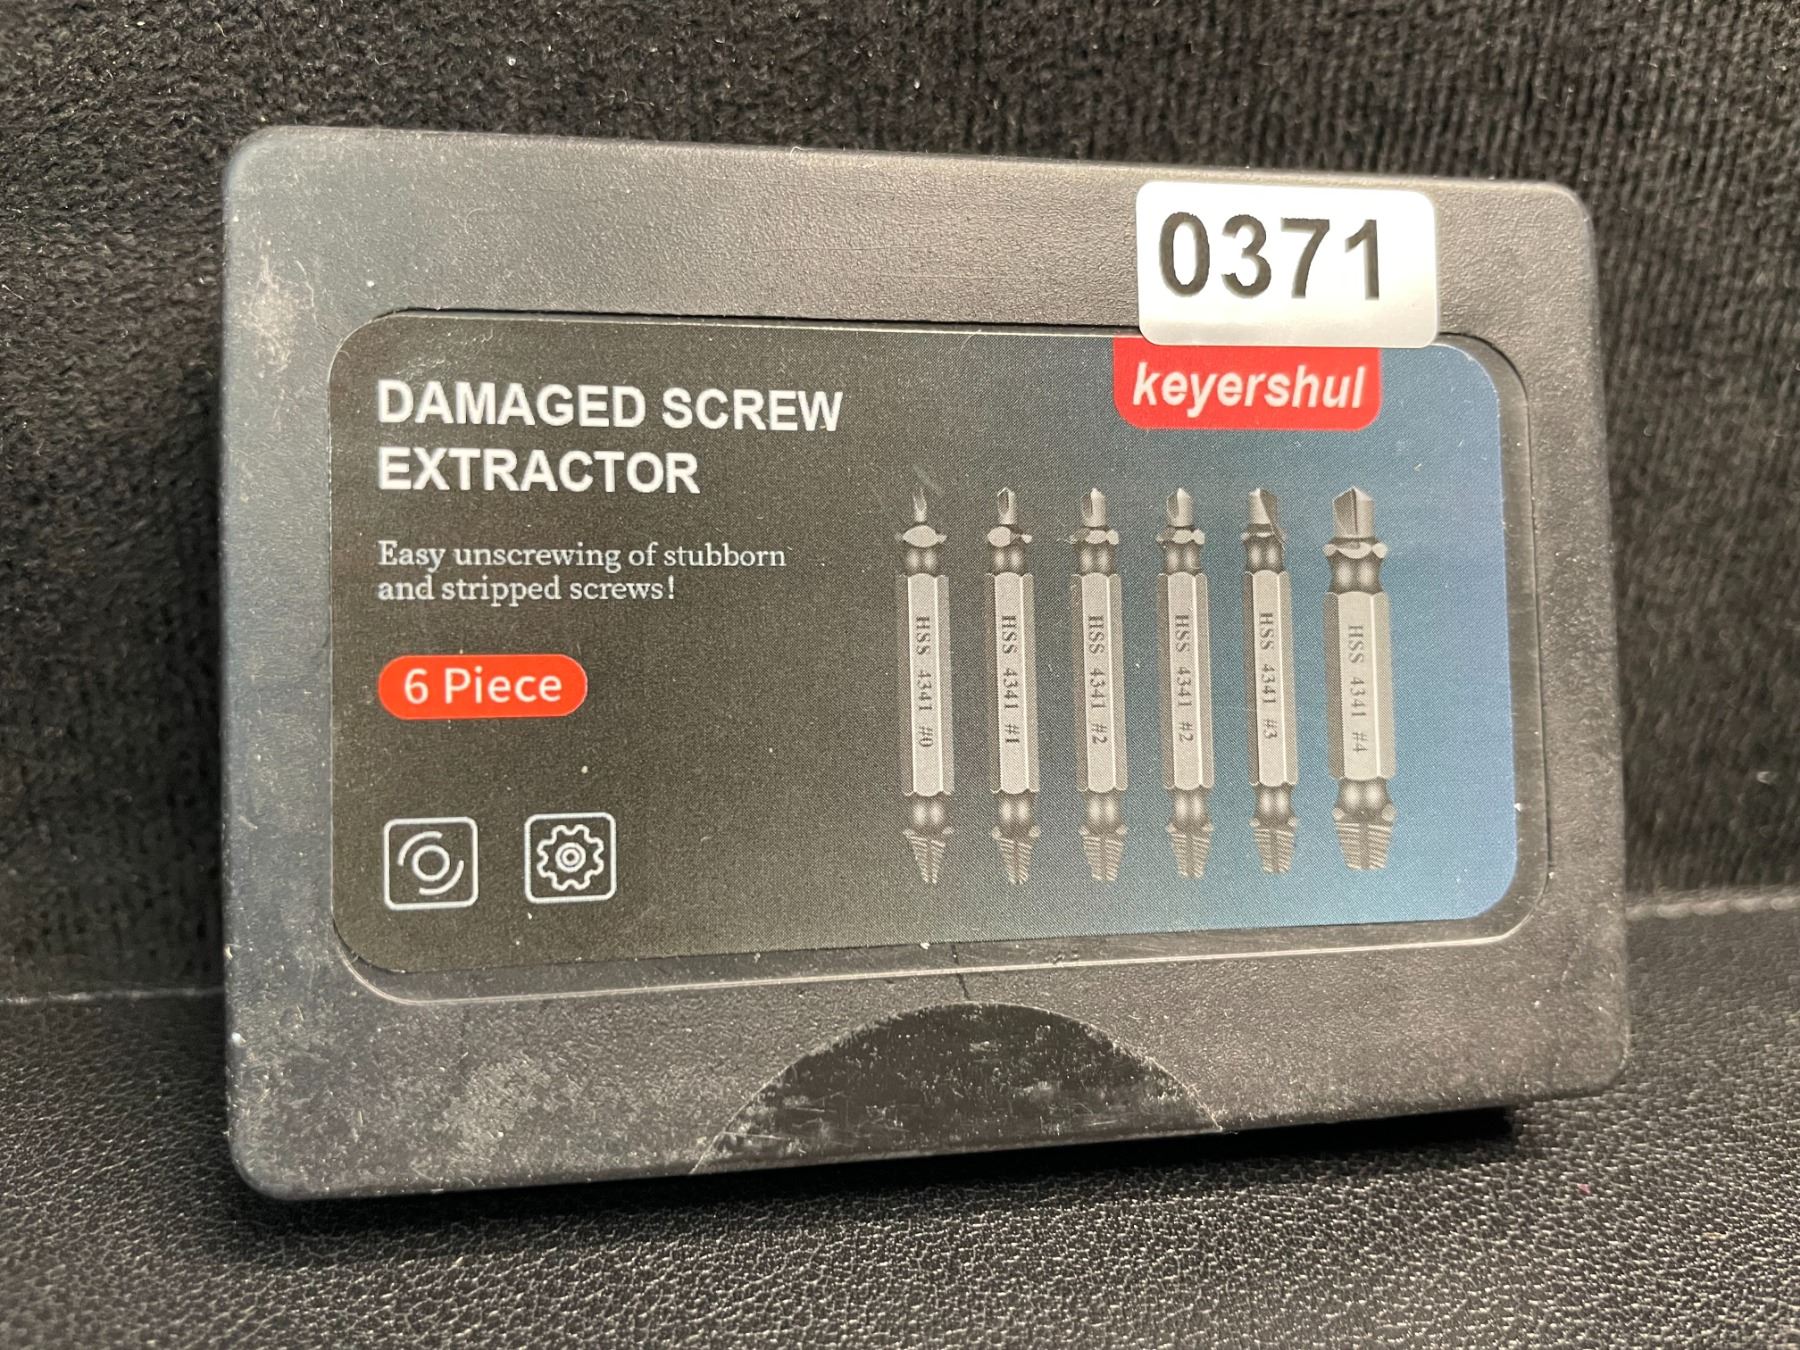 0371
keyershul
DAMAGED SCREW
EXTRACTOR
Easy unscrewing of stubborn
and stripped screws!
6 Piece
HSS 4341 #0
HSS 4341 #1
HSS 4341 #2
HSS 4341 #2
HSS 4341 #3
HSS 4341 #4